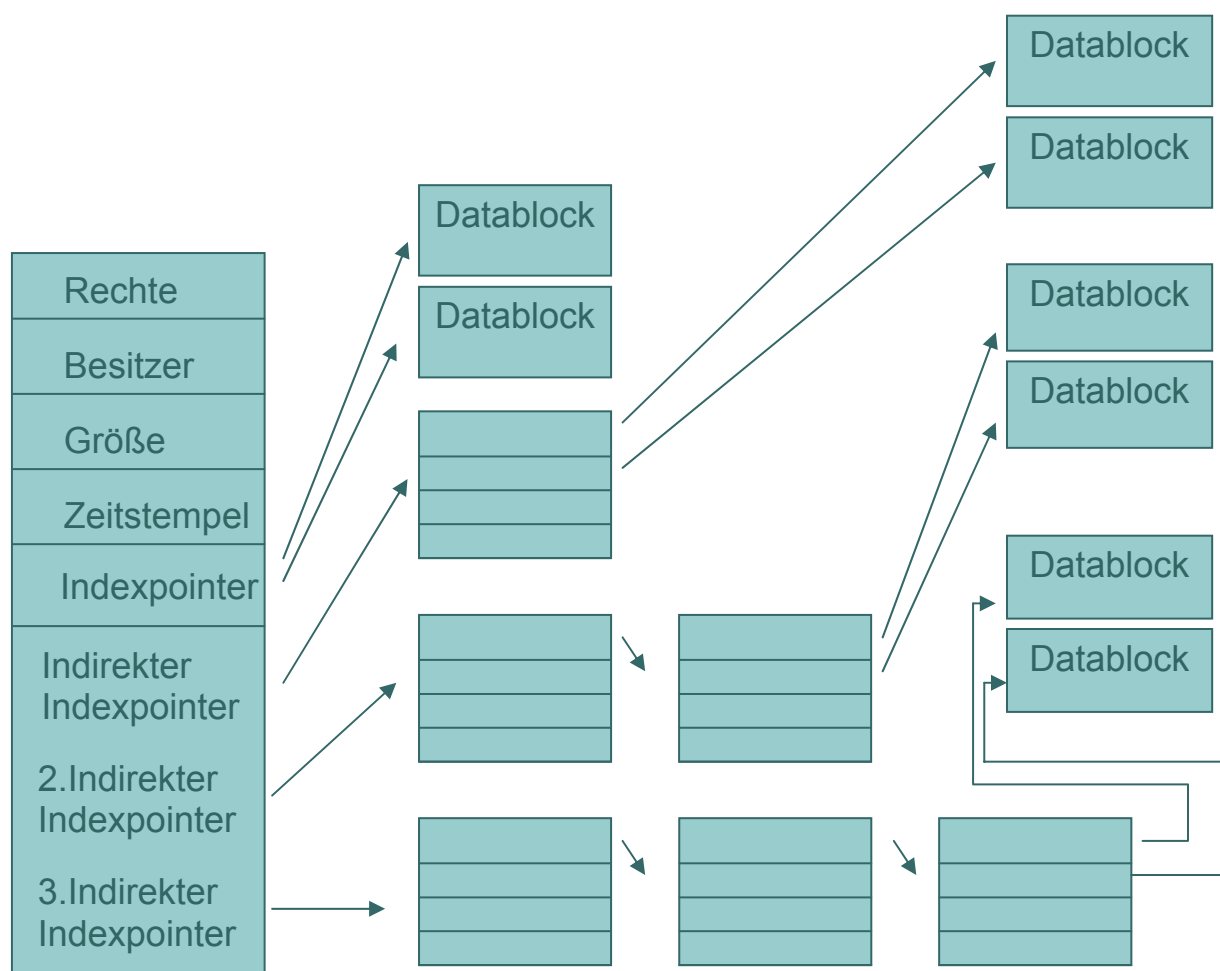 Rechte
Besitzer
Größe
Zeitstempel
Indexpointer
Indirekter
Indexpointer
2.Indirekter
Indexpointer
3.Indirekter
Indexpointer
Datablock
Datablock
Datablock
Datablock
Datablock
Datablock
Datablock
Datablock